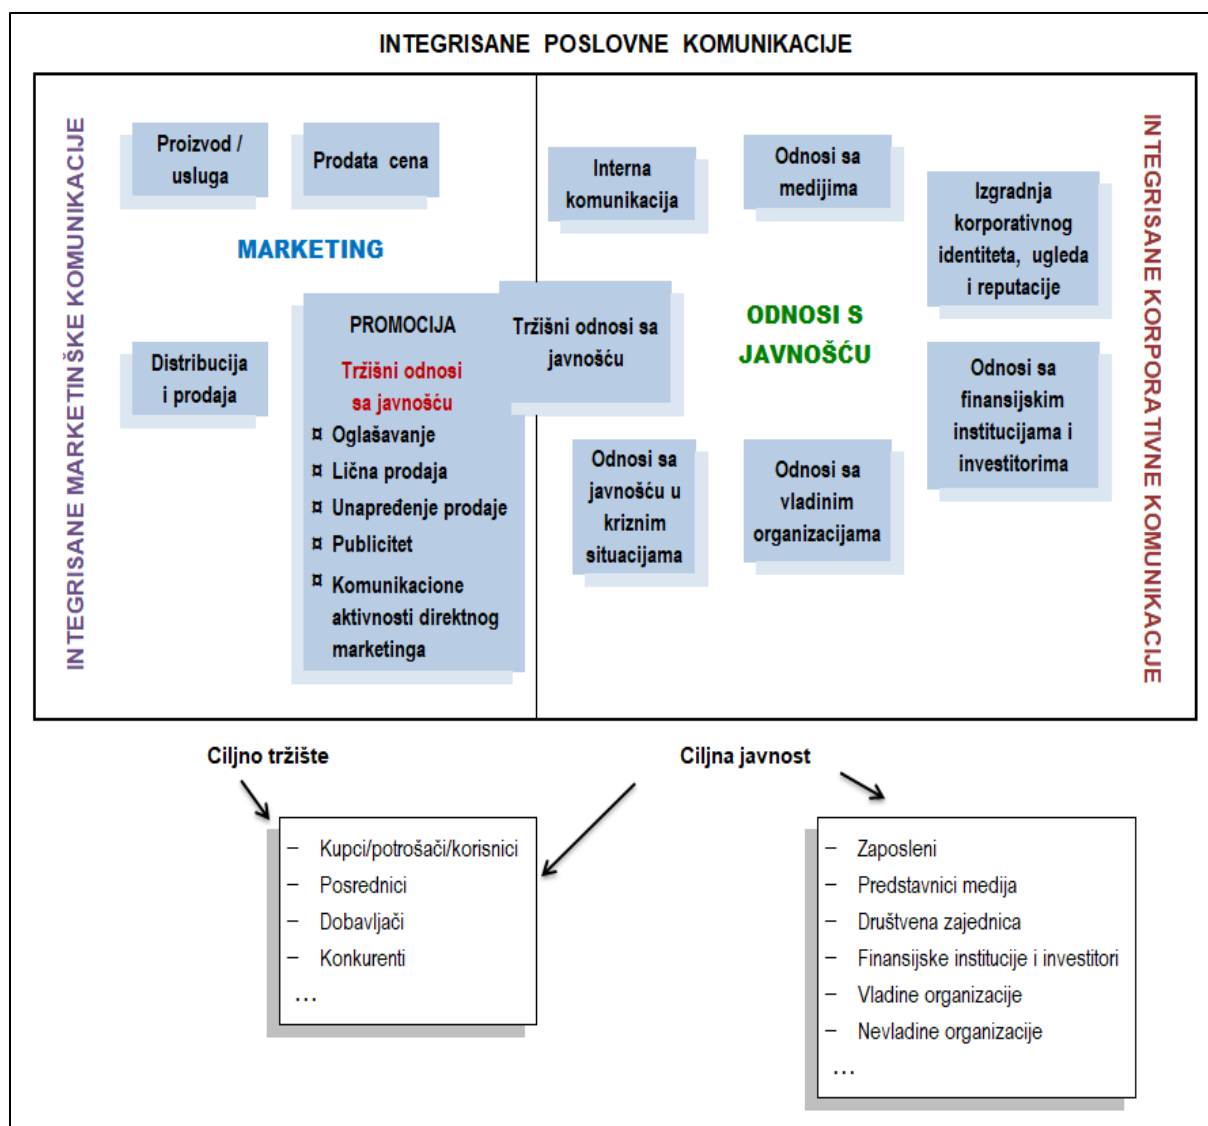 INTEGRISANE POSLOVNE KOMUNIKACIJE
INTEGRISANE MARKETINŠKE KOMUNIKACIJE
Proizvod /
usluga
Prodata cena
MARKETING
Distribucija
i prodaja
PROMOCIJA
Tržišni odnosi
sa javnošću
¤ Oglašavanje
¤ Lična prodaja
¤ Unapređenje prodaje
¤ Publicitet
¤ Komunikacione
aktivnosti direktnog
marketinga
Tržišni odnosi sa
javnošću
Interna
komunikacija
Odnosi sa
medijima
Izgradnja
korporativnog
identiteta, ugleda
i reputacije
ODNOSI S
JAVNOŠĆU
Odnosi sa
finansijskim
institucijama i
investitorima
Odnosi sa
javnošću u
kriznim
situacijama
Odnosi sa
vladinim
organizacijama
INTEGRISANE KORPORATIVNE KOMUNIKACIJE
Ciljno tržište
Ciljna javnost
– Kupci/potrošači/korisnici
– Posrednici
– Dobavljači
– Konkurenti
…
– Zaposleni
– Predstavnici medija
– Društvena zajednica
– Finansijske institucije i investitori
– Vladine organizacije
– Nevladine organizacije
…